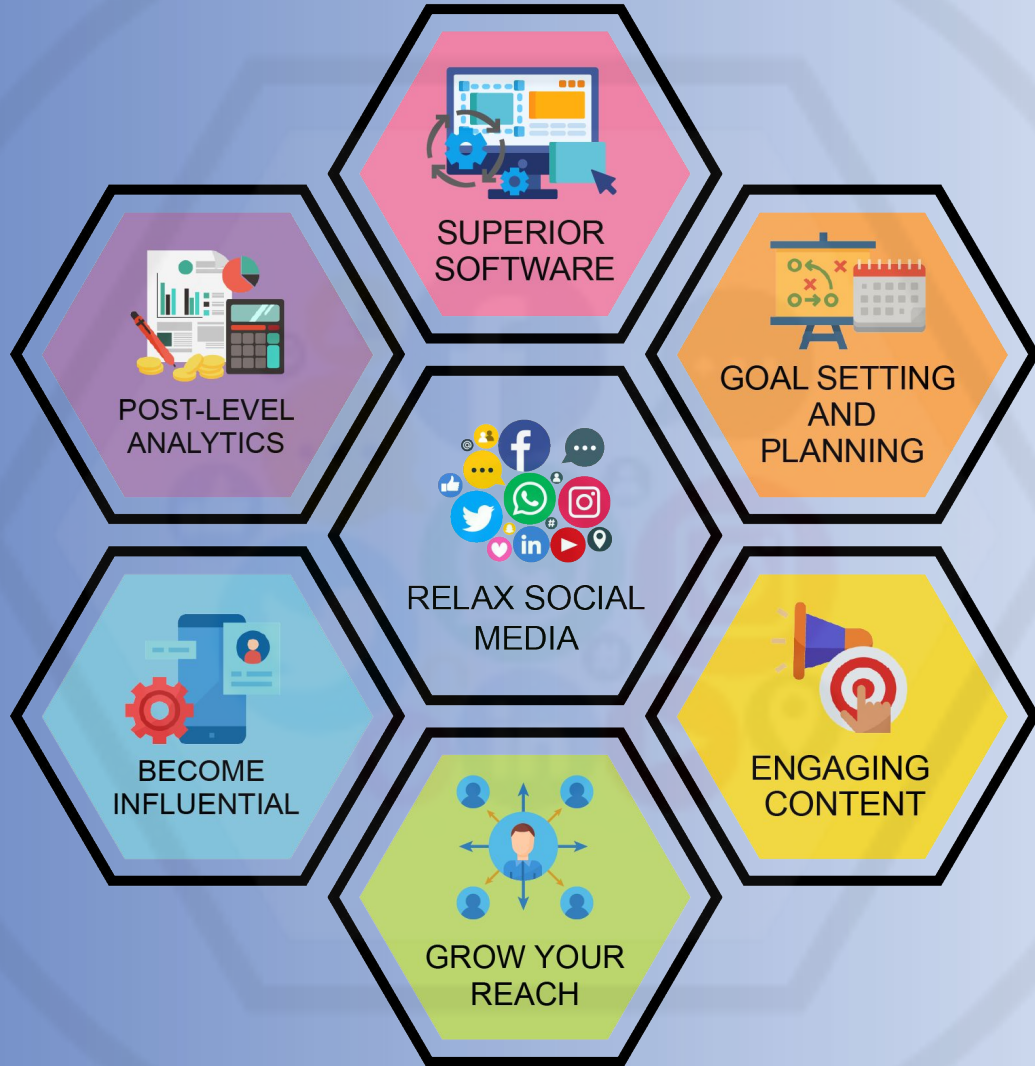 SUPERIOR
SOFTWARE
POST-LEVEL
ANALYTICS
GOAL SETTING
AND
PLANNING
RELAX SOCIAL
MEDIA
BECOME
INFLUENTIAL
ENGAGING
CONTENT
GROW YOUR
REACH